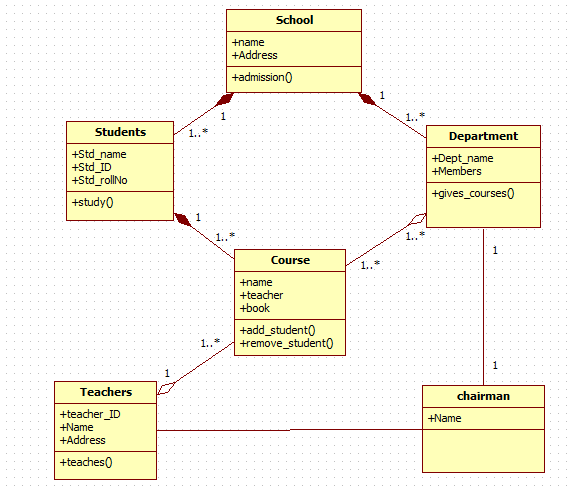 School
+name
+Address
+admission()
1
1
1..*
1..*
Students
+Std_name
+Std_ID
+Std_rollNo
+study()
Department
+Dept_name
+Members
+gives_courses()
1
1..*
1..*
1..*
1
Course
+name
+teacher
+book
+add_student()
+remove_student()
1..*
1
1
Teachers
+teacher_ID
+Name
+Address
+teaches()
chairman
+Name